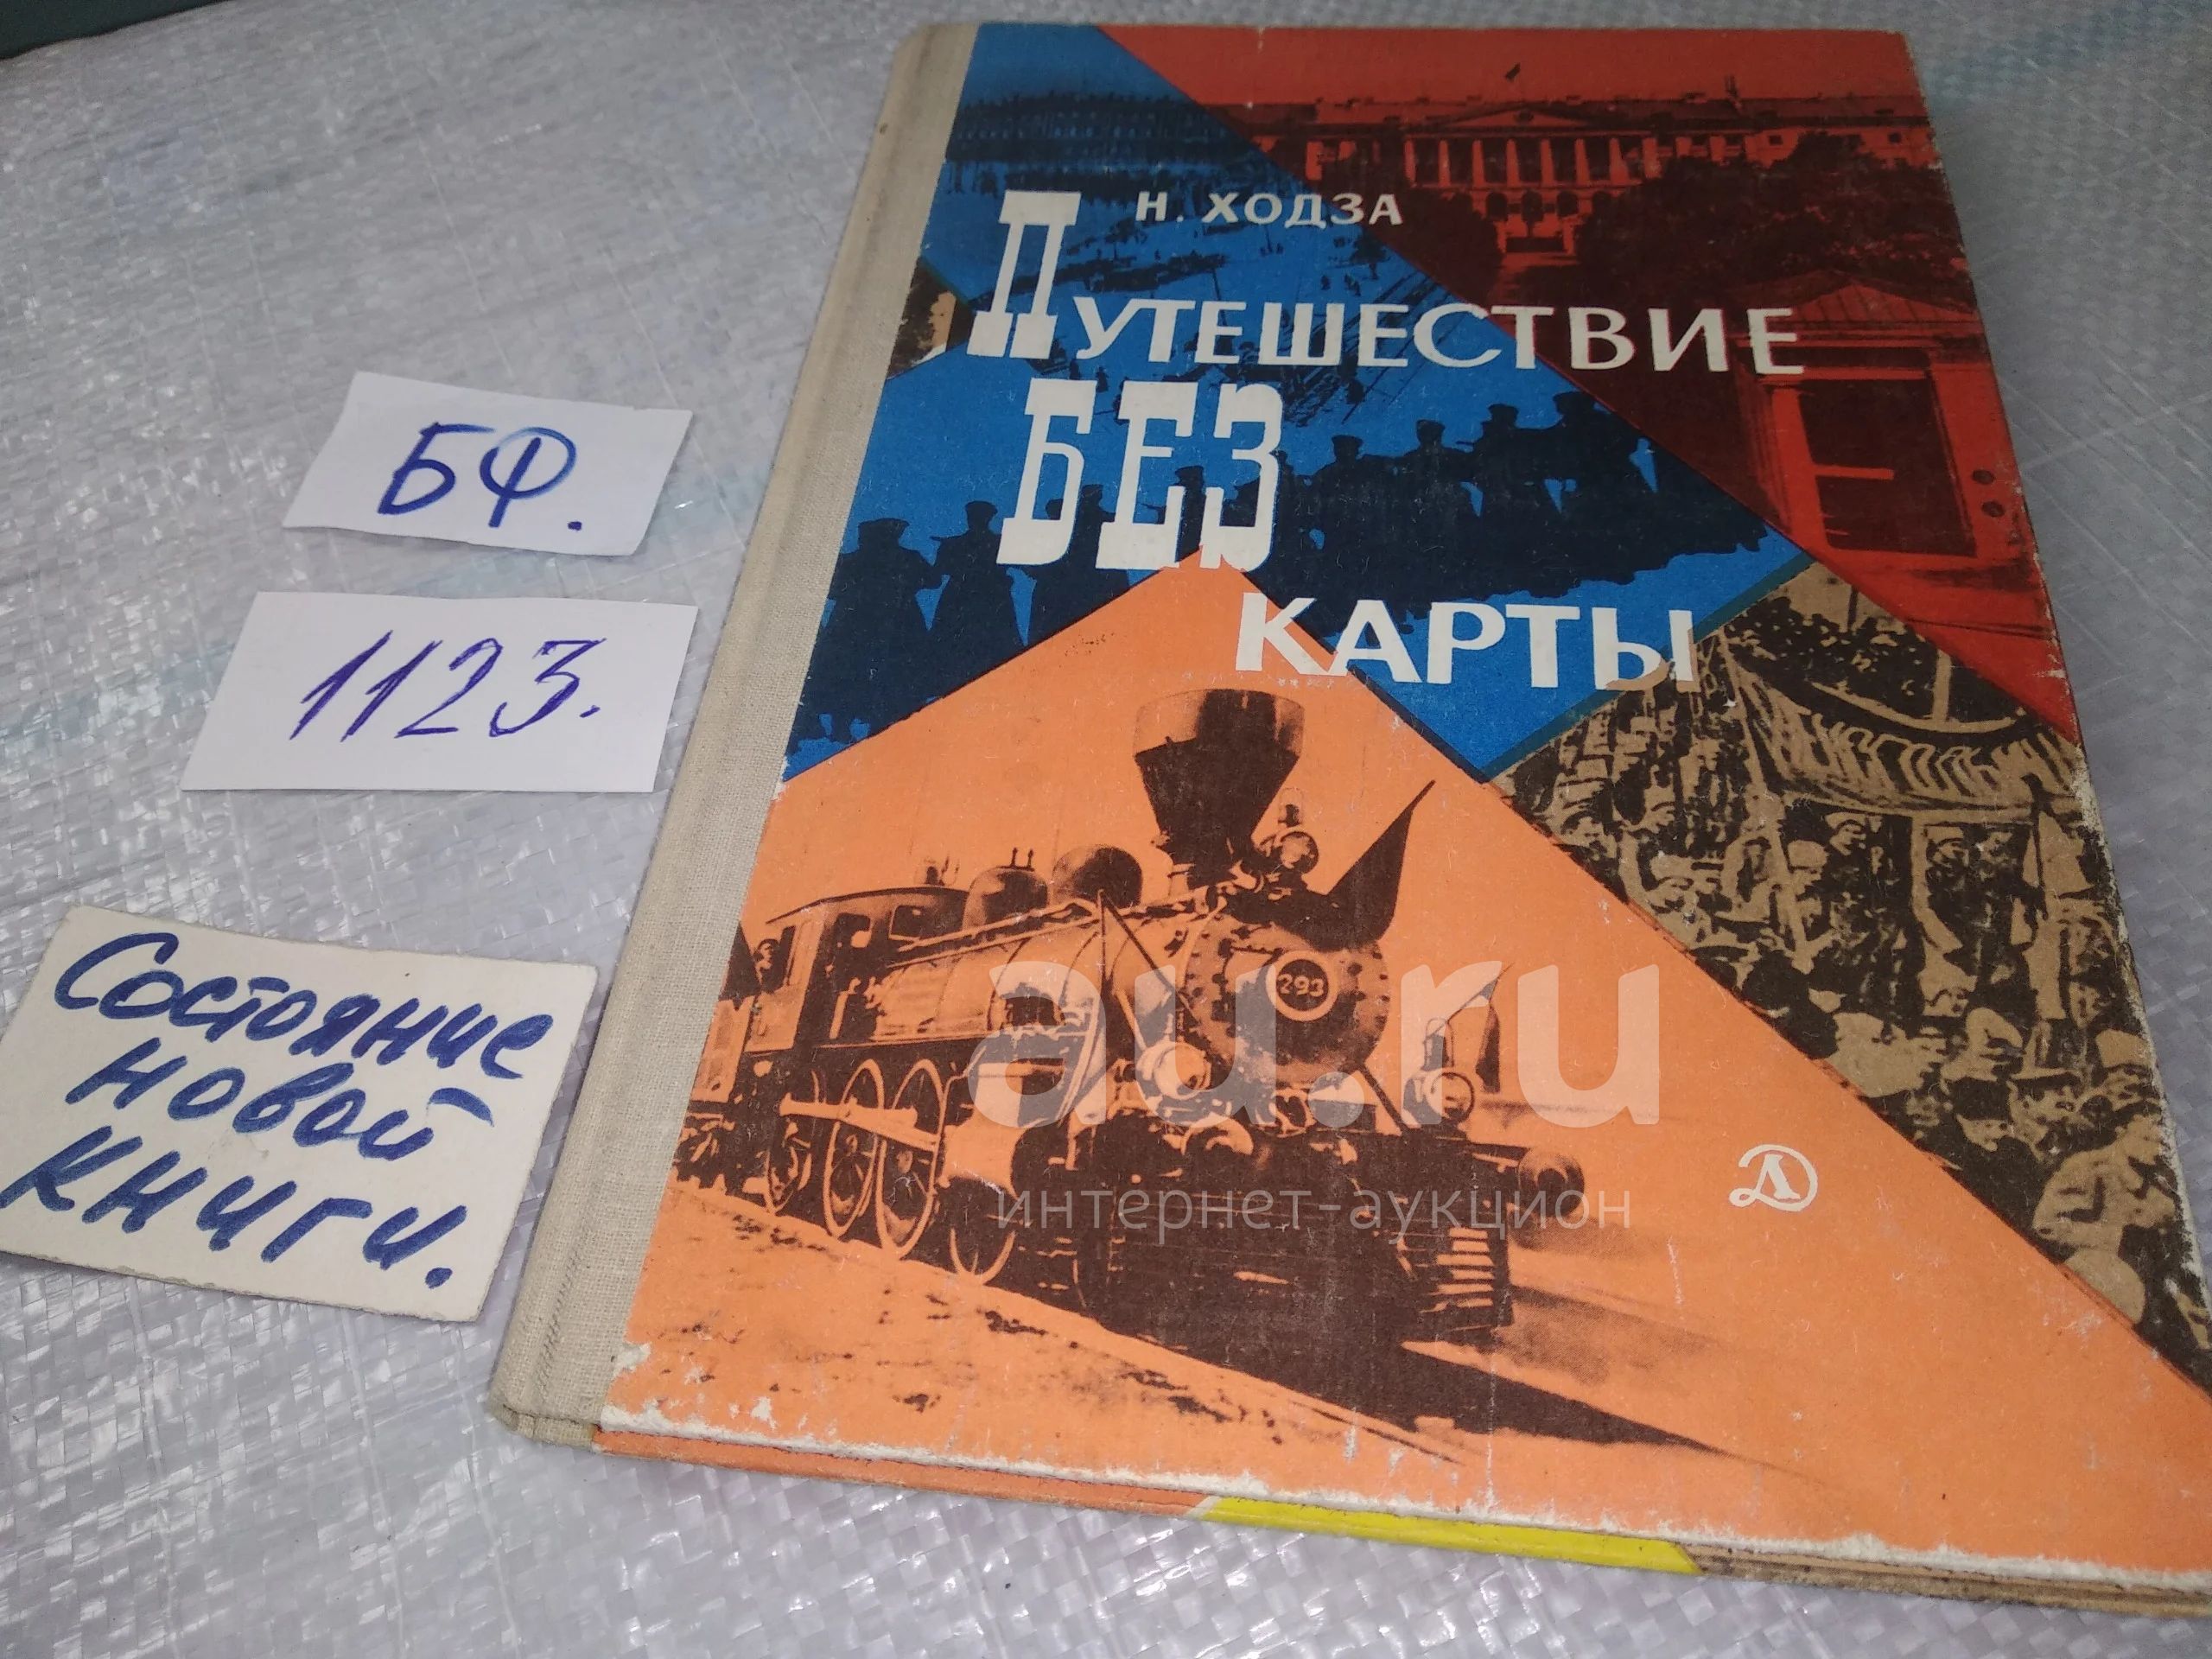 Н. ХОДЗА
ПУТЕШЕСТВИЕ
БЕЗ
КАРТЫ
БФ.
1123.
Состояние
новой
книги.
293
au.ru
интернет-аукцион
Д